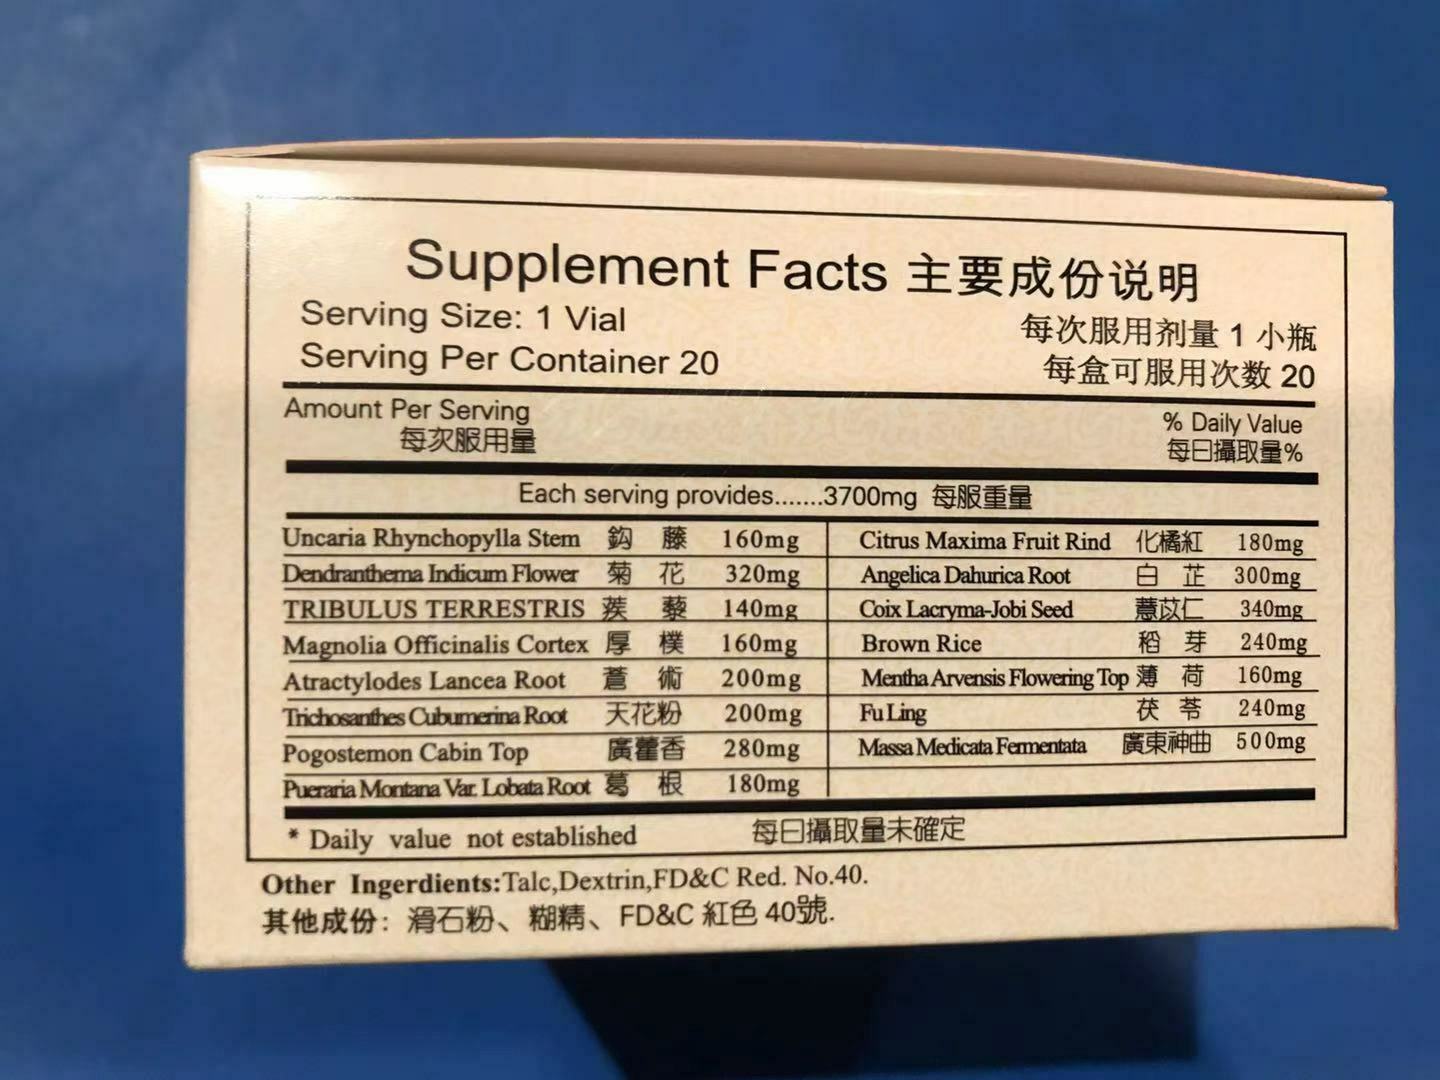 Supplement Facts 主要成份说明
Serving Size: 1 Vial 每次服用剂量 1 小瓶
Serving Per Container 20 每盒可服用次数 20
Amount Per Serving % Daily Value
每次服用量 每日攝取量%
Each serving provides.......3700mg 每服重量
Uncaria Rhynchopylla Stem 鈎 藤 160mg Citrus Maxima Fruit Rind 化橘紅 180mg
Dendranthema Indicum Flower 菊 花 320mg Angelica Dahurica Root 白 芷 300mg
TRIBULUS TERRESTRIS 蒺 藜 140mg Coix Lacryma-Jobi Seed 薏苡仁 340mg
Magnolia Officinalis Cortex 厚 樸 160mg Brown Rice 稻 芽 240mg
Atractylodes Lancea Root 蒼 術 200mg Mentha Arvensis Flowering Top 薄 荷 160mg
Trichosanthes Cubumerina Root 天花粉 200mg Fu Ling 茯 苓 240mg
Pogostemon Cabin Top 廣藿香 280mg Massa Medicata Fermentata 廣東神曲 500mg
Pueraria Montana Var. Lobata Root 葛 根 180mg
* Daily value not established 每日攝取量未確定
Other Ingerdients:Talc,Dextrin,FD&C Red. No.40.
其他成份：滑石粉、糊精、FD&C 紅色 40號.